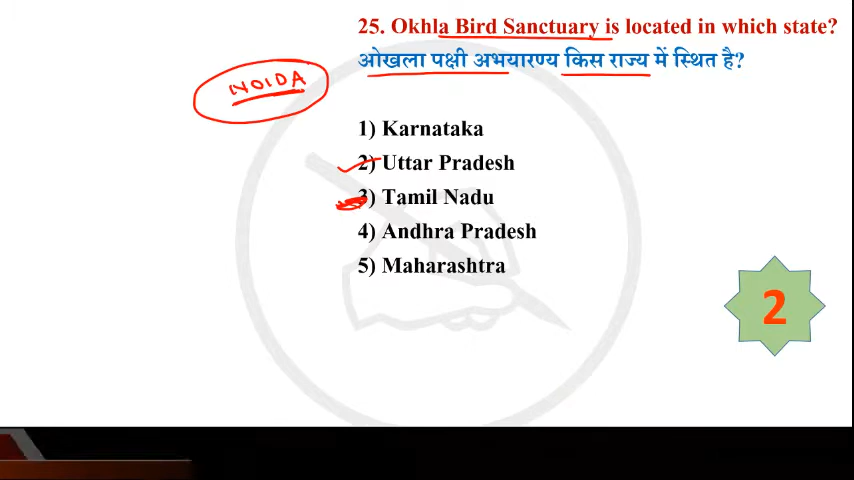 25. Okhla Bird Sanctuary is located in which state?
ओखला पक्षी अभयारण्य किस राज्य में स्थित है?
NOIDA
1) Karnataka
2) Uttar Pradesh
3) Tamil Nadu
4) Andhra Pradesh
5) Maharashtra
2